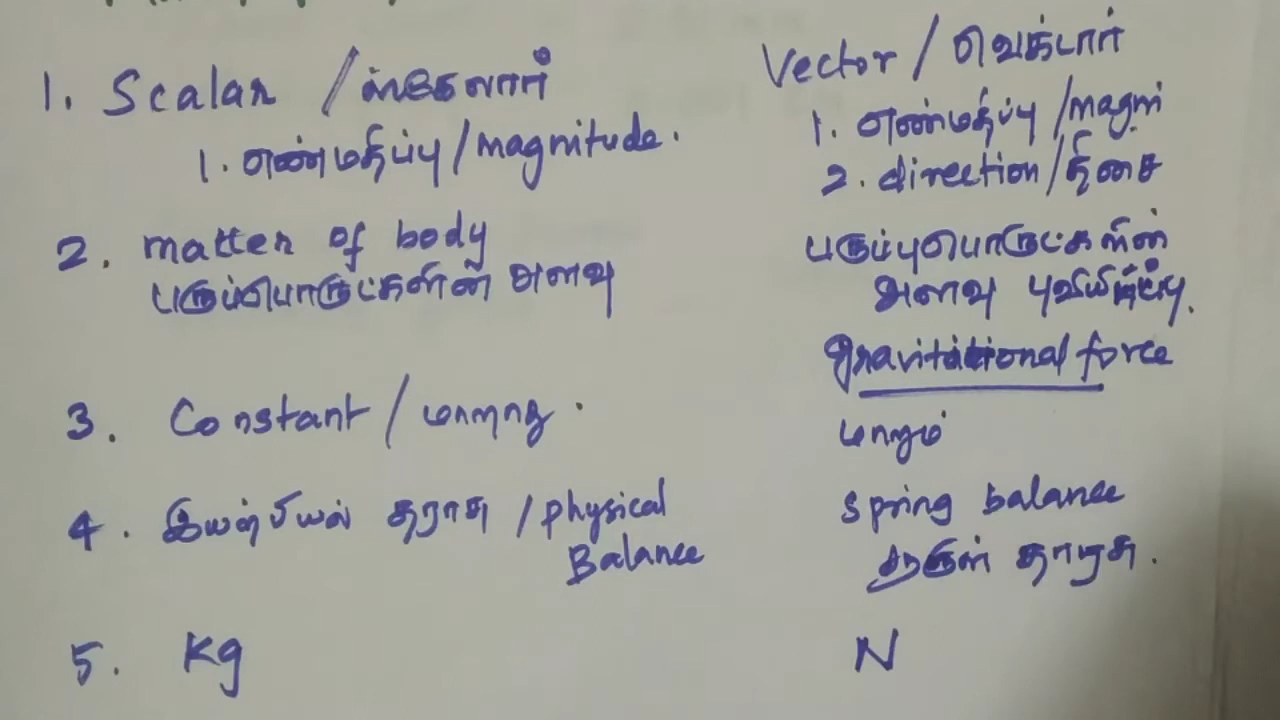 1. Scalar / ஸ்கேலார்
Vector / வெக்டார்
1. எண்மதிப்பு / magnitude.
1. எண்மதிப்பு / magni
2. direction / திசை
2. matter of body
பருப்பொருட்களின் அளவு
பருப்புபொருட்களின்
அளவு புவியீர்ப்பு.
gravitational force
3. Constant / மாறாது.
மாறும்
4. இயற்பியல் தராசு / physical
Balance
spring balance
சுருள் தராசு.
5. Kg
N